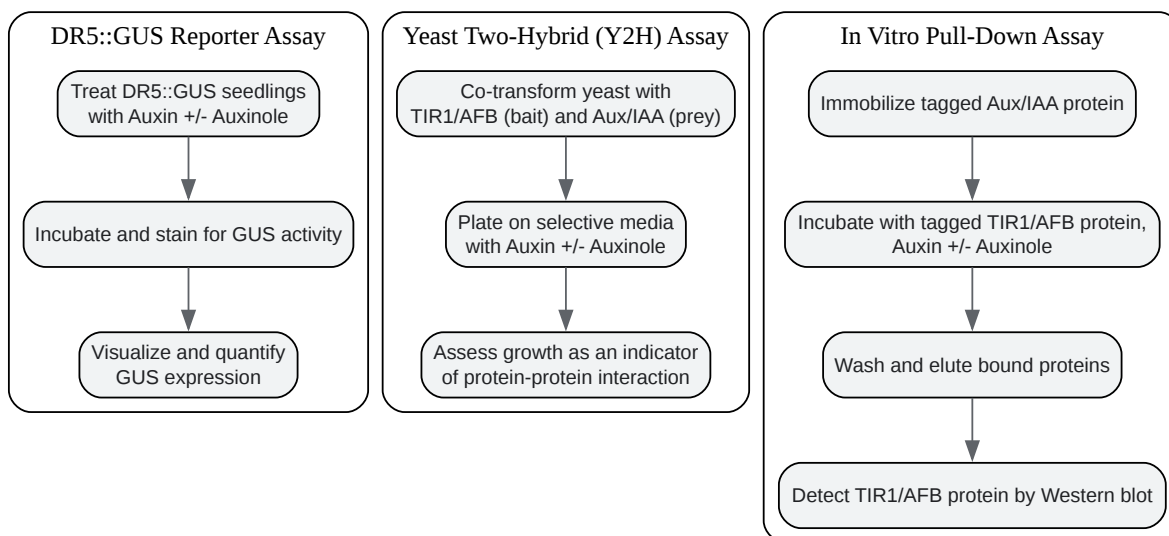 DR5::GUS Reporter Assay
Treat DR5::GUS seedlings
with Auxin +/- Auxinole
Incubate and stain for GUS activity
Visualize and quantify
GUS expression
Yeast Two-Hybrid (Y2H) Assay
Co-transform yeast with
TIR1/AFB (bait) and Aux/IAA (prey)
Plate on selective media
with Auxin +/- Auxinole
Assess growth as an indicator
of protein-protein interaction
In Vitro Pull-Down Assay
Immobilize tagged Aux/IAA protein
Incubate with tagged TIR1/AFB protein,
Auxin +/- Auxinole
Wash and elute bound proteins
Detect TIR1/AFB protein by Western blot